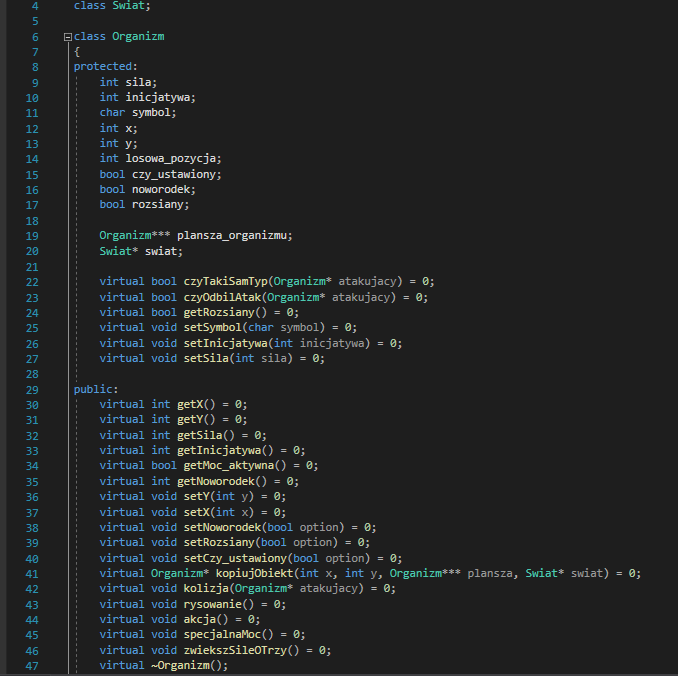 4 class Swiat;
5
6 class Organizm
7 {
8 protected:
9 int sila;
10 int inicjatywa;
11 char symbol;
12 int x;
13 int y;
14 int losowa_pozycja;
15 bool czy_ustawiony;
16 bool noworodek;
17 bool rozsiany;
18
19 Organizm*** plansza_organizmu;
20 Swiat* swiat;
21
22 virtual bool czyTakiSamTyp(Organizm* atakujacy) = 0;
23 virtual bool czyOdbilAtak(Organizm* atakujacy) = 0;
24 virtual bool getRozsiany() = 0;
25 virtual void setSymbol(char symbol) = 0;
26 virtual void setInicjatywa(int inicjatywa) = 0;
27 virtual void setSila(int sila) = 0;
28
29 public:
30 virtual int getX() = 0;
31 virtual int getY() = 0;
32 virtual int getSila() = 0;
33 virtual int getInicjatywa() = 0;
34 virtual bool getMoc_aktywna() = 0;
35 virtual int getNoworodek() = 0;
36 virtual void setY(int y) = 0;
37 virtual void setX(int x) = 0;
38 virtual void setNoworodek(bool option) = 0;
39 virtual void setRozsiany(bool option) = 0;
40 virtual void setCzy_ustawiony(bool option) = 0;
41 virtual Organizm* kopiujObiekt(int x, int y, Organizm*** plansza, Swiat* swiat) = 0;
42 virtual void kolizja(Organizm* atakujacy) = 0;
43 virtual void rysowanie() = 0;
44 virtual void akcja() = 0;
45 virtual void specjalnaMoc() = 0;
46 virtual void zwiekszSileOTrzy() = 0;
47 virtual ~Organizm();